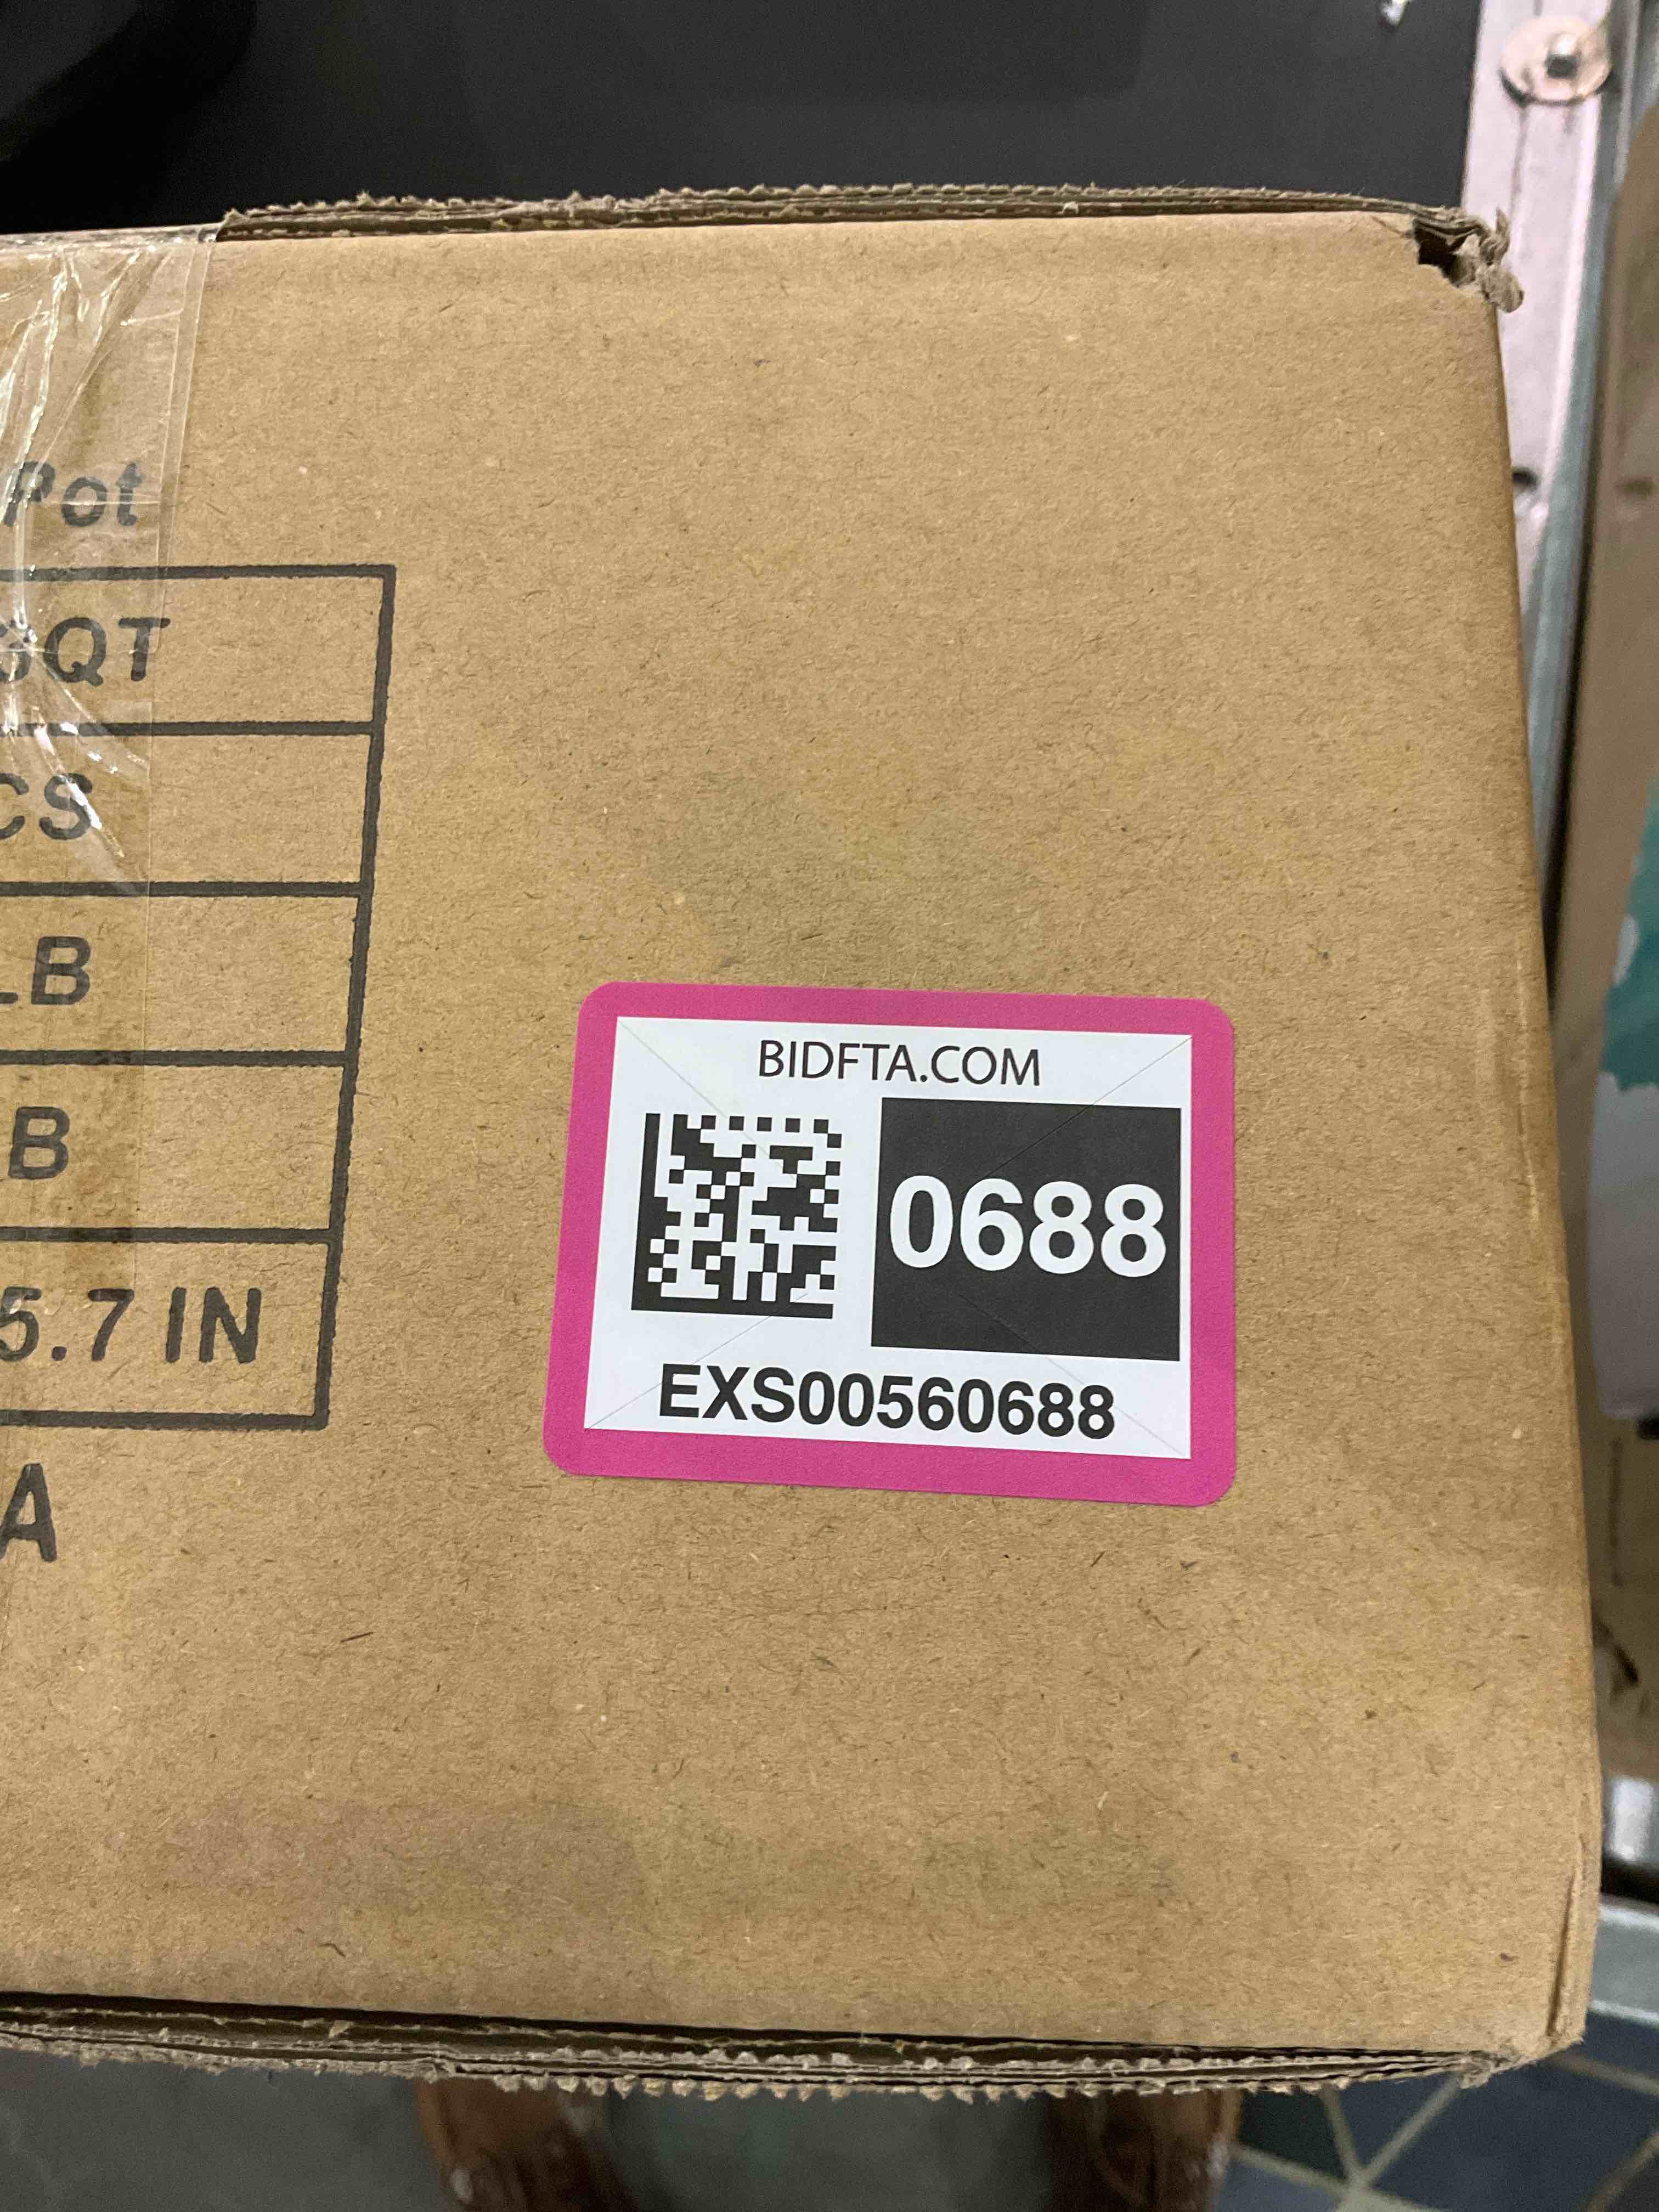 Pot
QT
CS
LB
B
5.7 IN
A
BIDFTA.COM
0688
EXS00560688